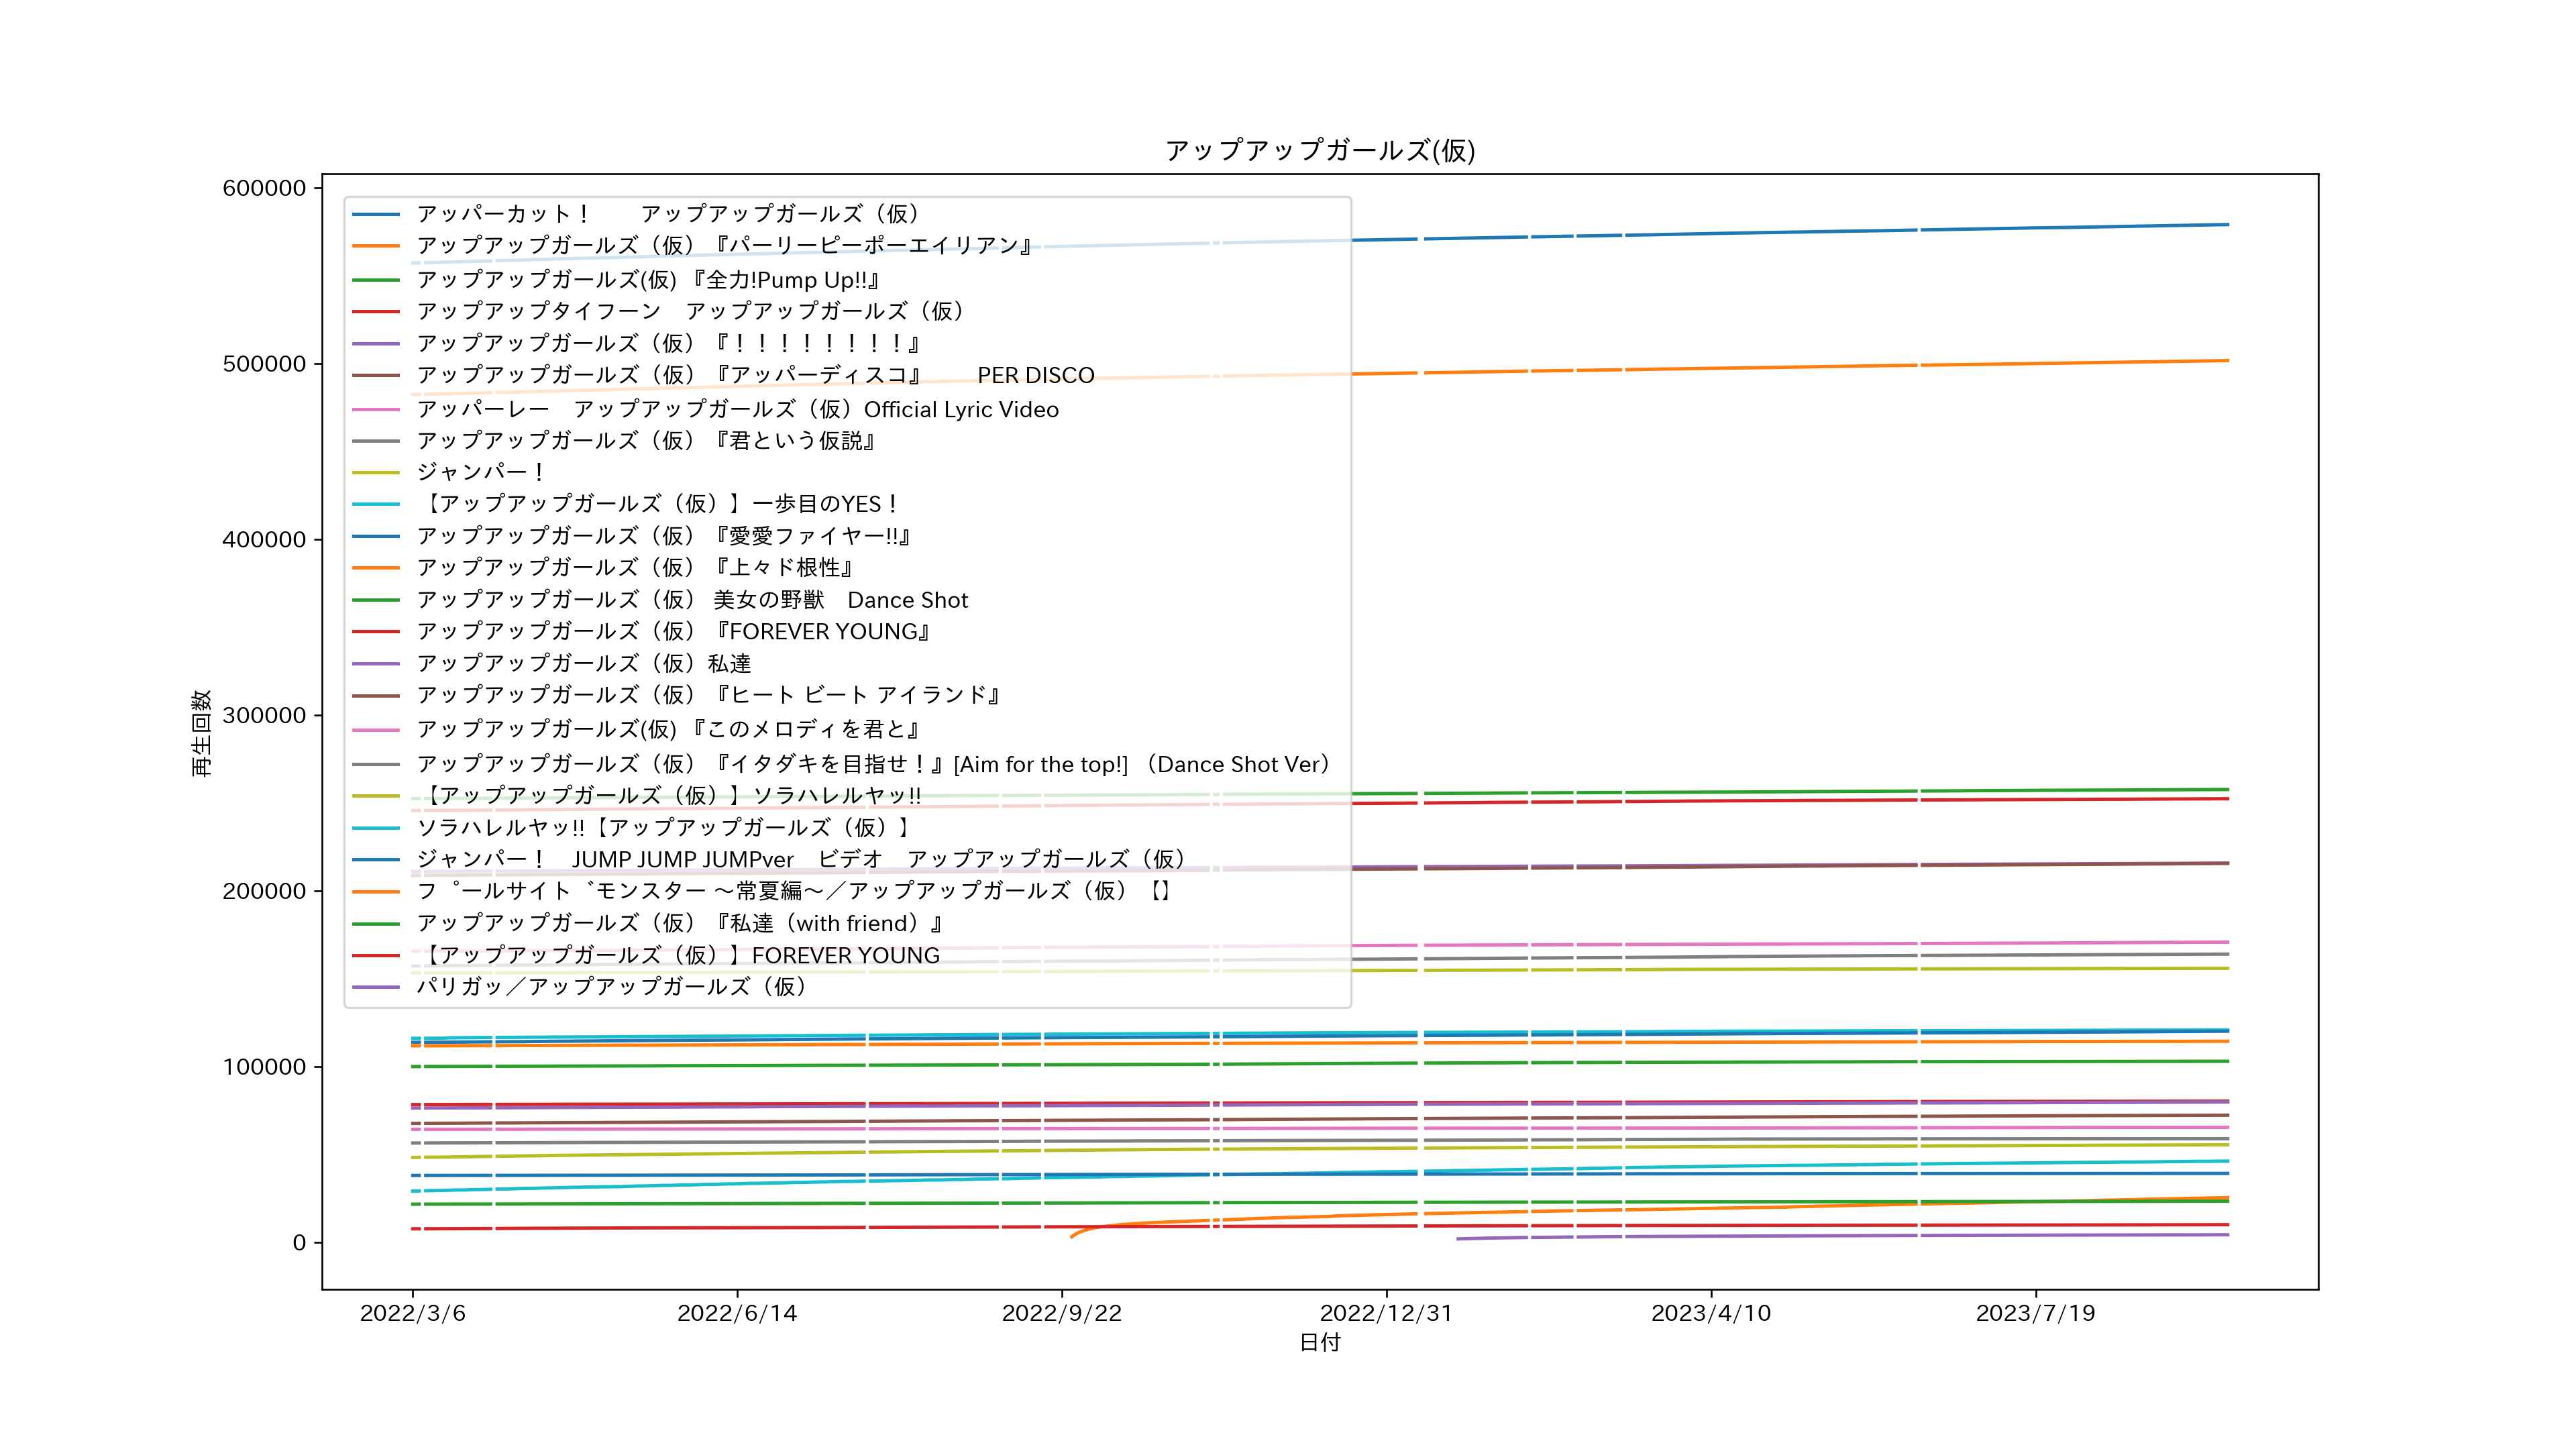 アップアップガールズ(仮)
600000
500000
400000
300000
200000
100000
0
再生回数
アッパーカット！　　アップアップガールズ（仮）
アップアップガールズ（仮）『パーリーピーポーエイリアン』
アップアップガールズ(仮) 『全力!Pump Up!!』
アップアップタイフーン　アップアップガールズ（仮）
アップアップガールズ（仮）『！！！！！！！！』
アップアップガールズ（仮）『アッパーディスコ』　　PER DISCO
アッパーレー　アップアップガールズ（仮）Official Lyric Video
アップアップガールズ（仮）『君という仮説』
ジャンパー！
【アップアップガールズ（仮）】一歩目のYES！
アップアップガールズ（仮）『愛愛ファイヤー!!』
アップアップガールズ（仮）『上々ド根性』
アップアップガールズ（仮） 美女の野獣　Dance Shot
アップアップガールズ（仮）『FOREVER YOUNG』
アップアップガールズ（仮）私達
アップアップガールズ（仮）『ヒート ビート アイランド』
アップアップガールズ(仮) 『このメロディを君と』
アップアップガールズ（仮）『イタダキを目指せ！』[Aim for the top!] （Dance Shot Ver）
【アップアップガールズ（仮）】ソラハレルヤッ!!
ソラハレルヤッ!!【アップアップガールズ（仮）】
ジャンパー！　JUMP JUMP JUMPver　ビデオ　アップアップガールズ（仮）
フ゜ールサイト゛モンスター ～常夏編～／アップアップガールズ（仮）【】
アップアップガールズ（仮）『私達（with friend）』
【アップアップガールズ（仮）】FOREVER YOUNG
パリガッ／アップアップガールズ（仮）
2022/3/6
2022/6/14
2022/9/22
2022/12/31
2023/4/10
2023/7/19
日付